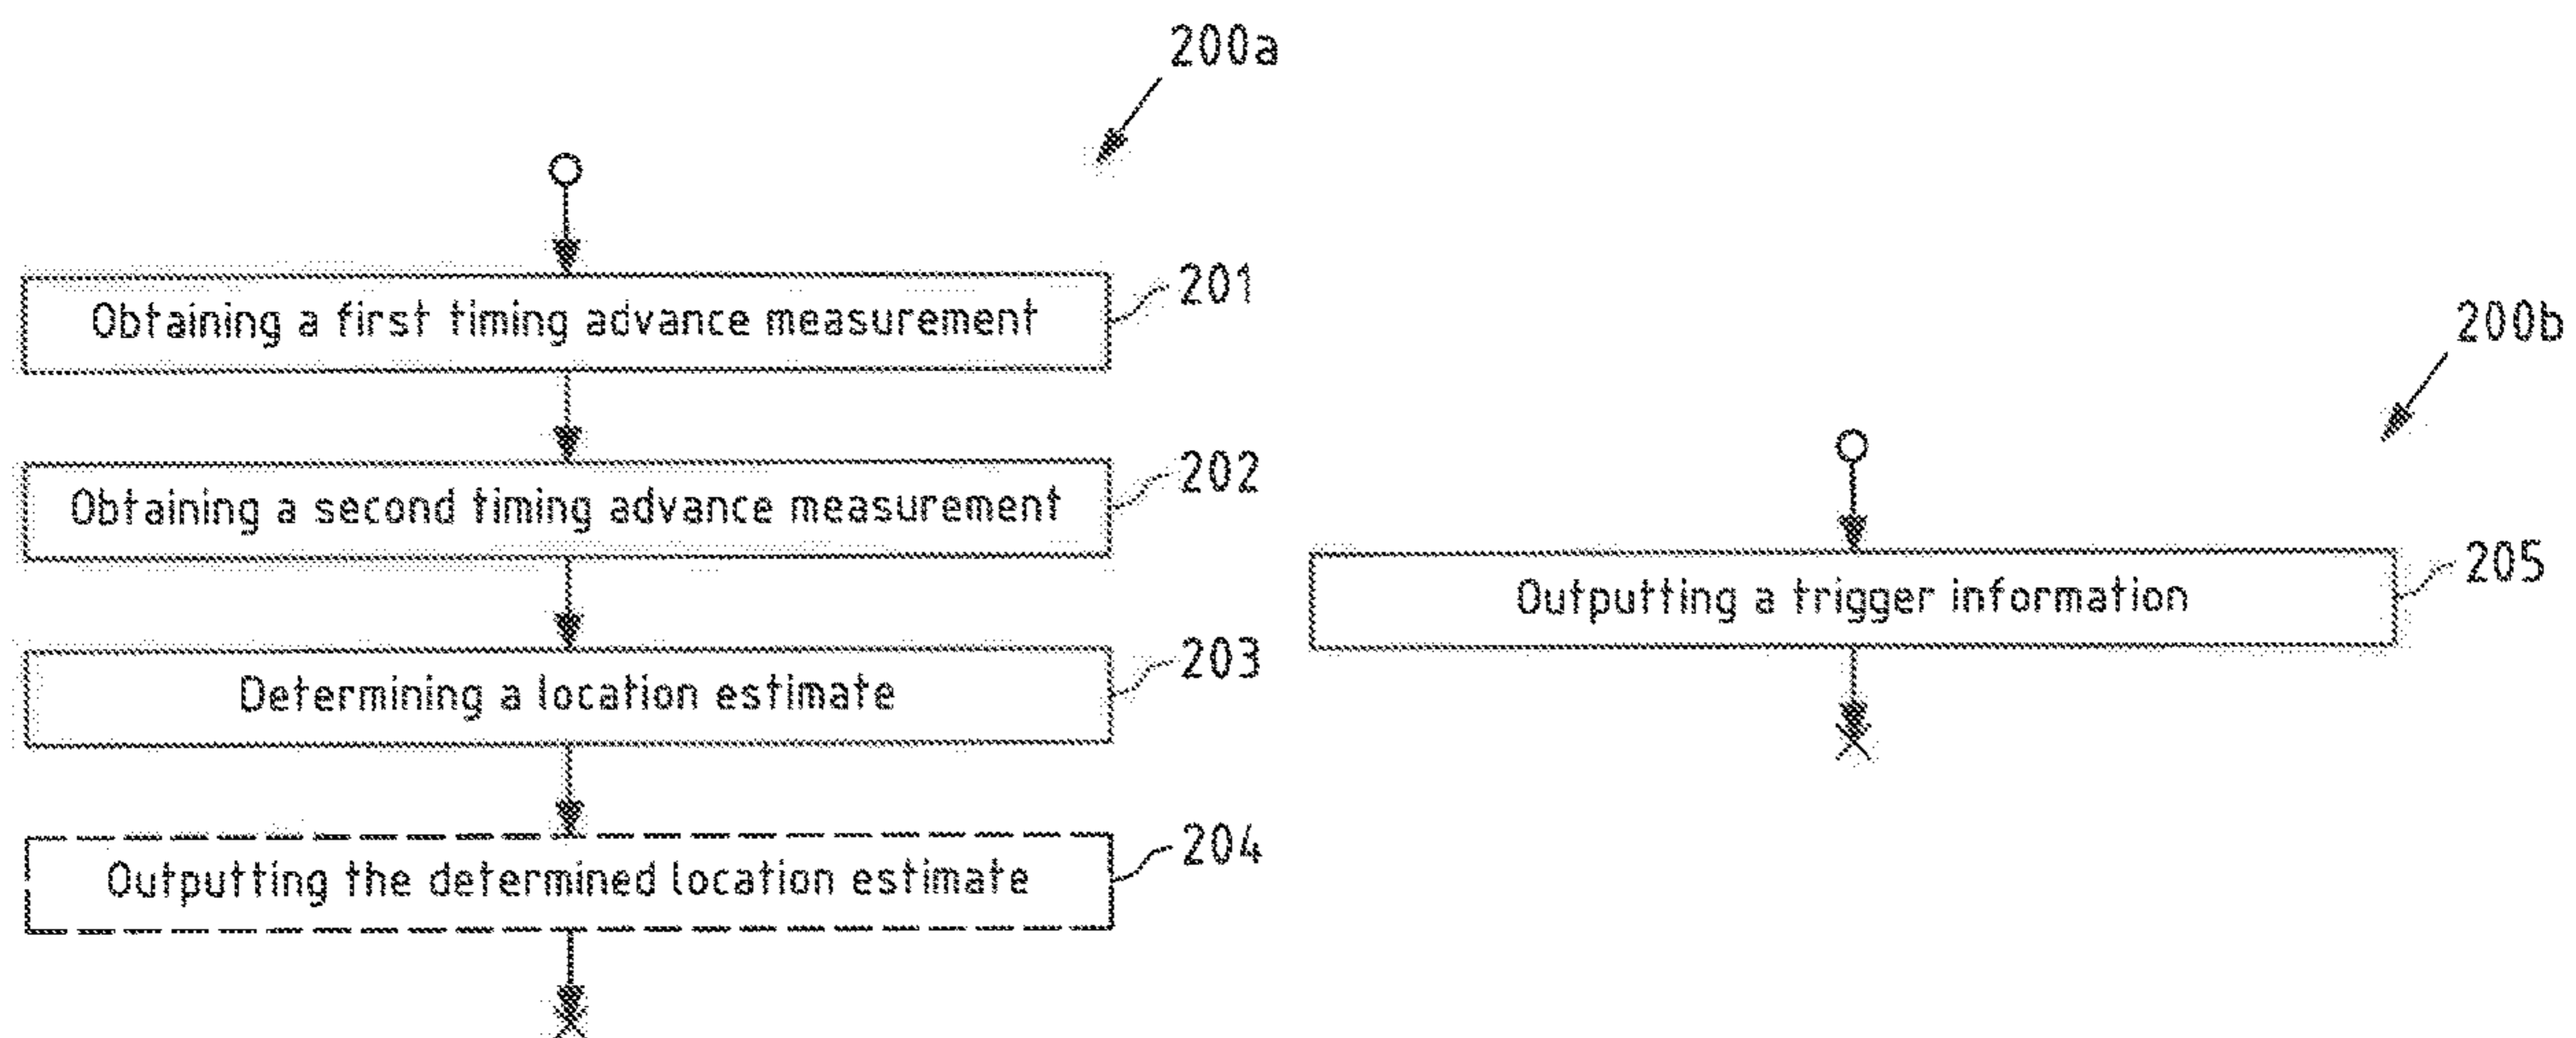 200a
Obtaining a first timing advance measurement
201
Obtaining a second timing advance measurement
202
Determining a location estimate
203
Outputting the determined location estimate
204
200b
Outputting a trigger information
205